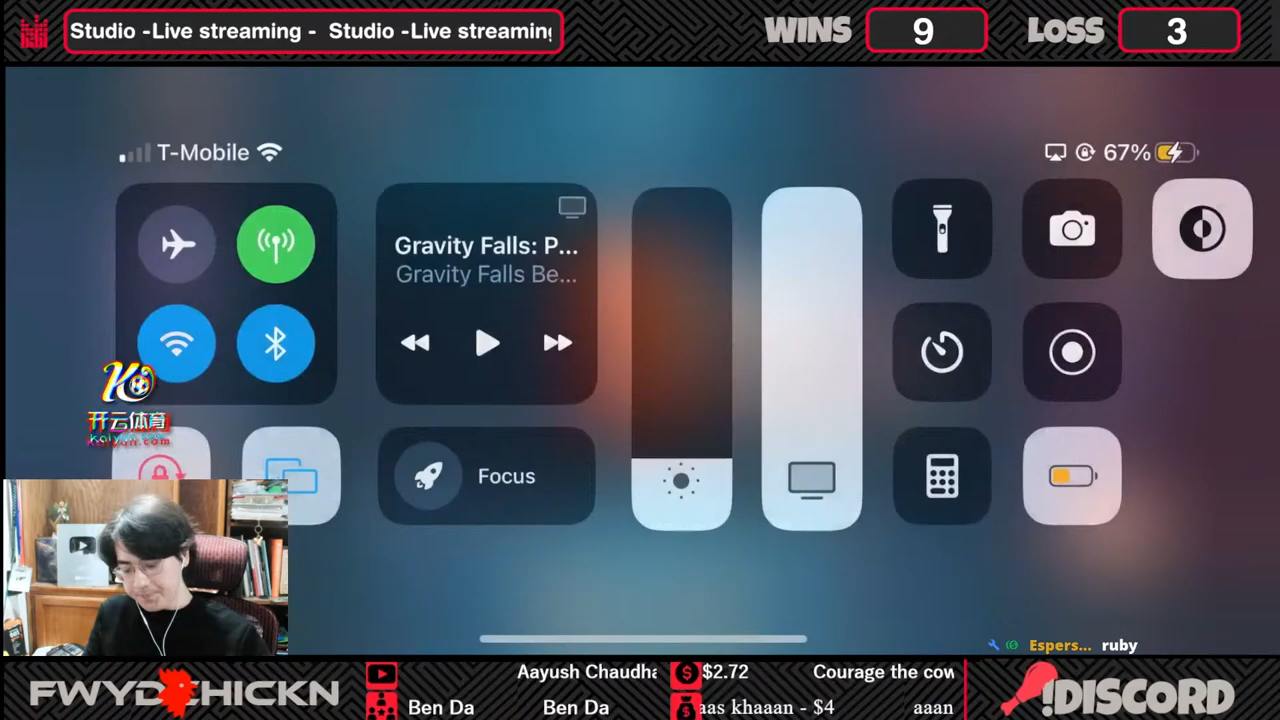 Studio -Live streaming -  Studio -Live streaming
WINS 9 LOSS 3
T-Mobile
67%
Gravity Falls: P...
Gravity Falls Be...
Focus
开云体育
kaiyun.com
Espers... ruby
FWYDCHICKN
Aayush Chaudha
$2.72 Courage the cow
Ben Da Ben Da
aas khaaan - $4 aaan
!DISCORD